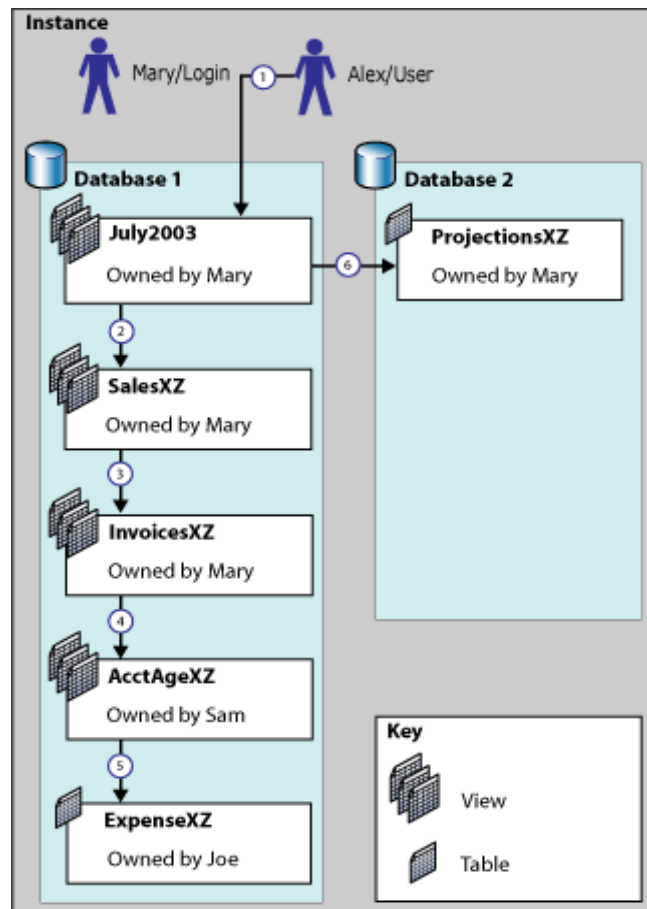 Instance
Mary/Login
1
Alex/User
Database 1
Database 2
July2003
Owned by Mary
6
ProjectionsXZ
Owned by Mary
2
SalesXZ
Owned by Mary
3
InvoicesXZ
Owned by Mary
4
AcctAgeXZ
Owned by Sam
5
ExpenseXZ
Owned by Joe
Key
View
Table